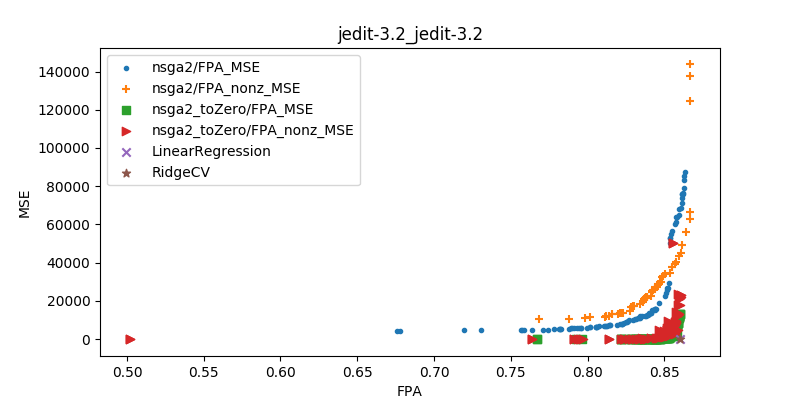 jedit-3.2_jedit-3.2
nsga2/FPA_MSE
nsga2/FPA_nonz_MSE
nsga2_toZero/FPA_MSE
nsga2_toZero/FPA_nonz_MSE
LinearRegression
RidgeCV
MSE
140000
120000
100000
80000
60000
40000
20000
0
0.50 0.55 0.60 0.65 0.70 0.75 0.80 0.85
FPA